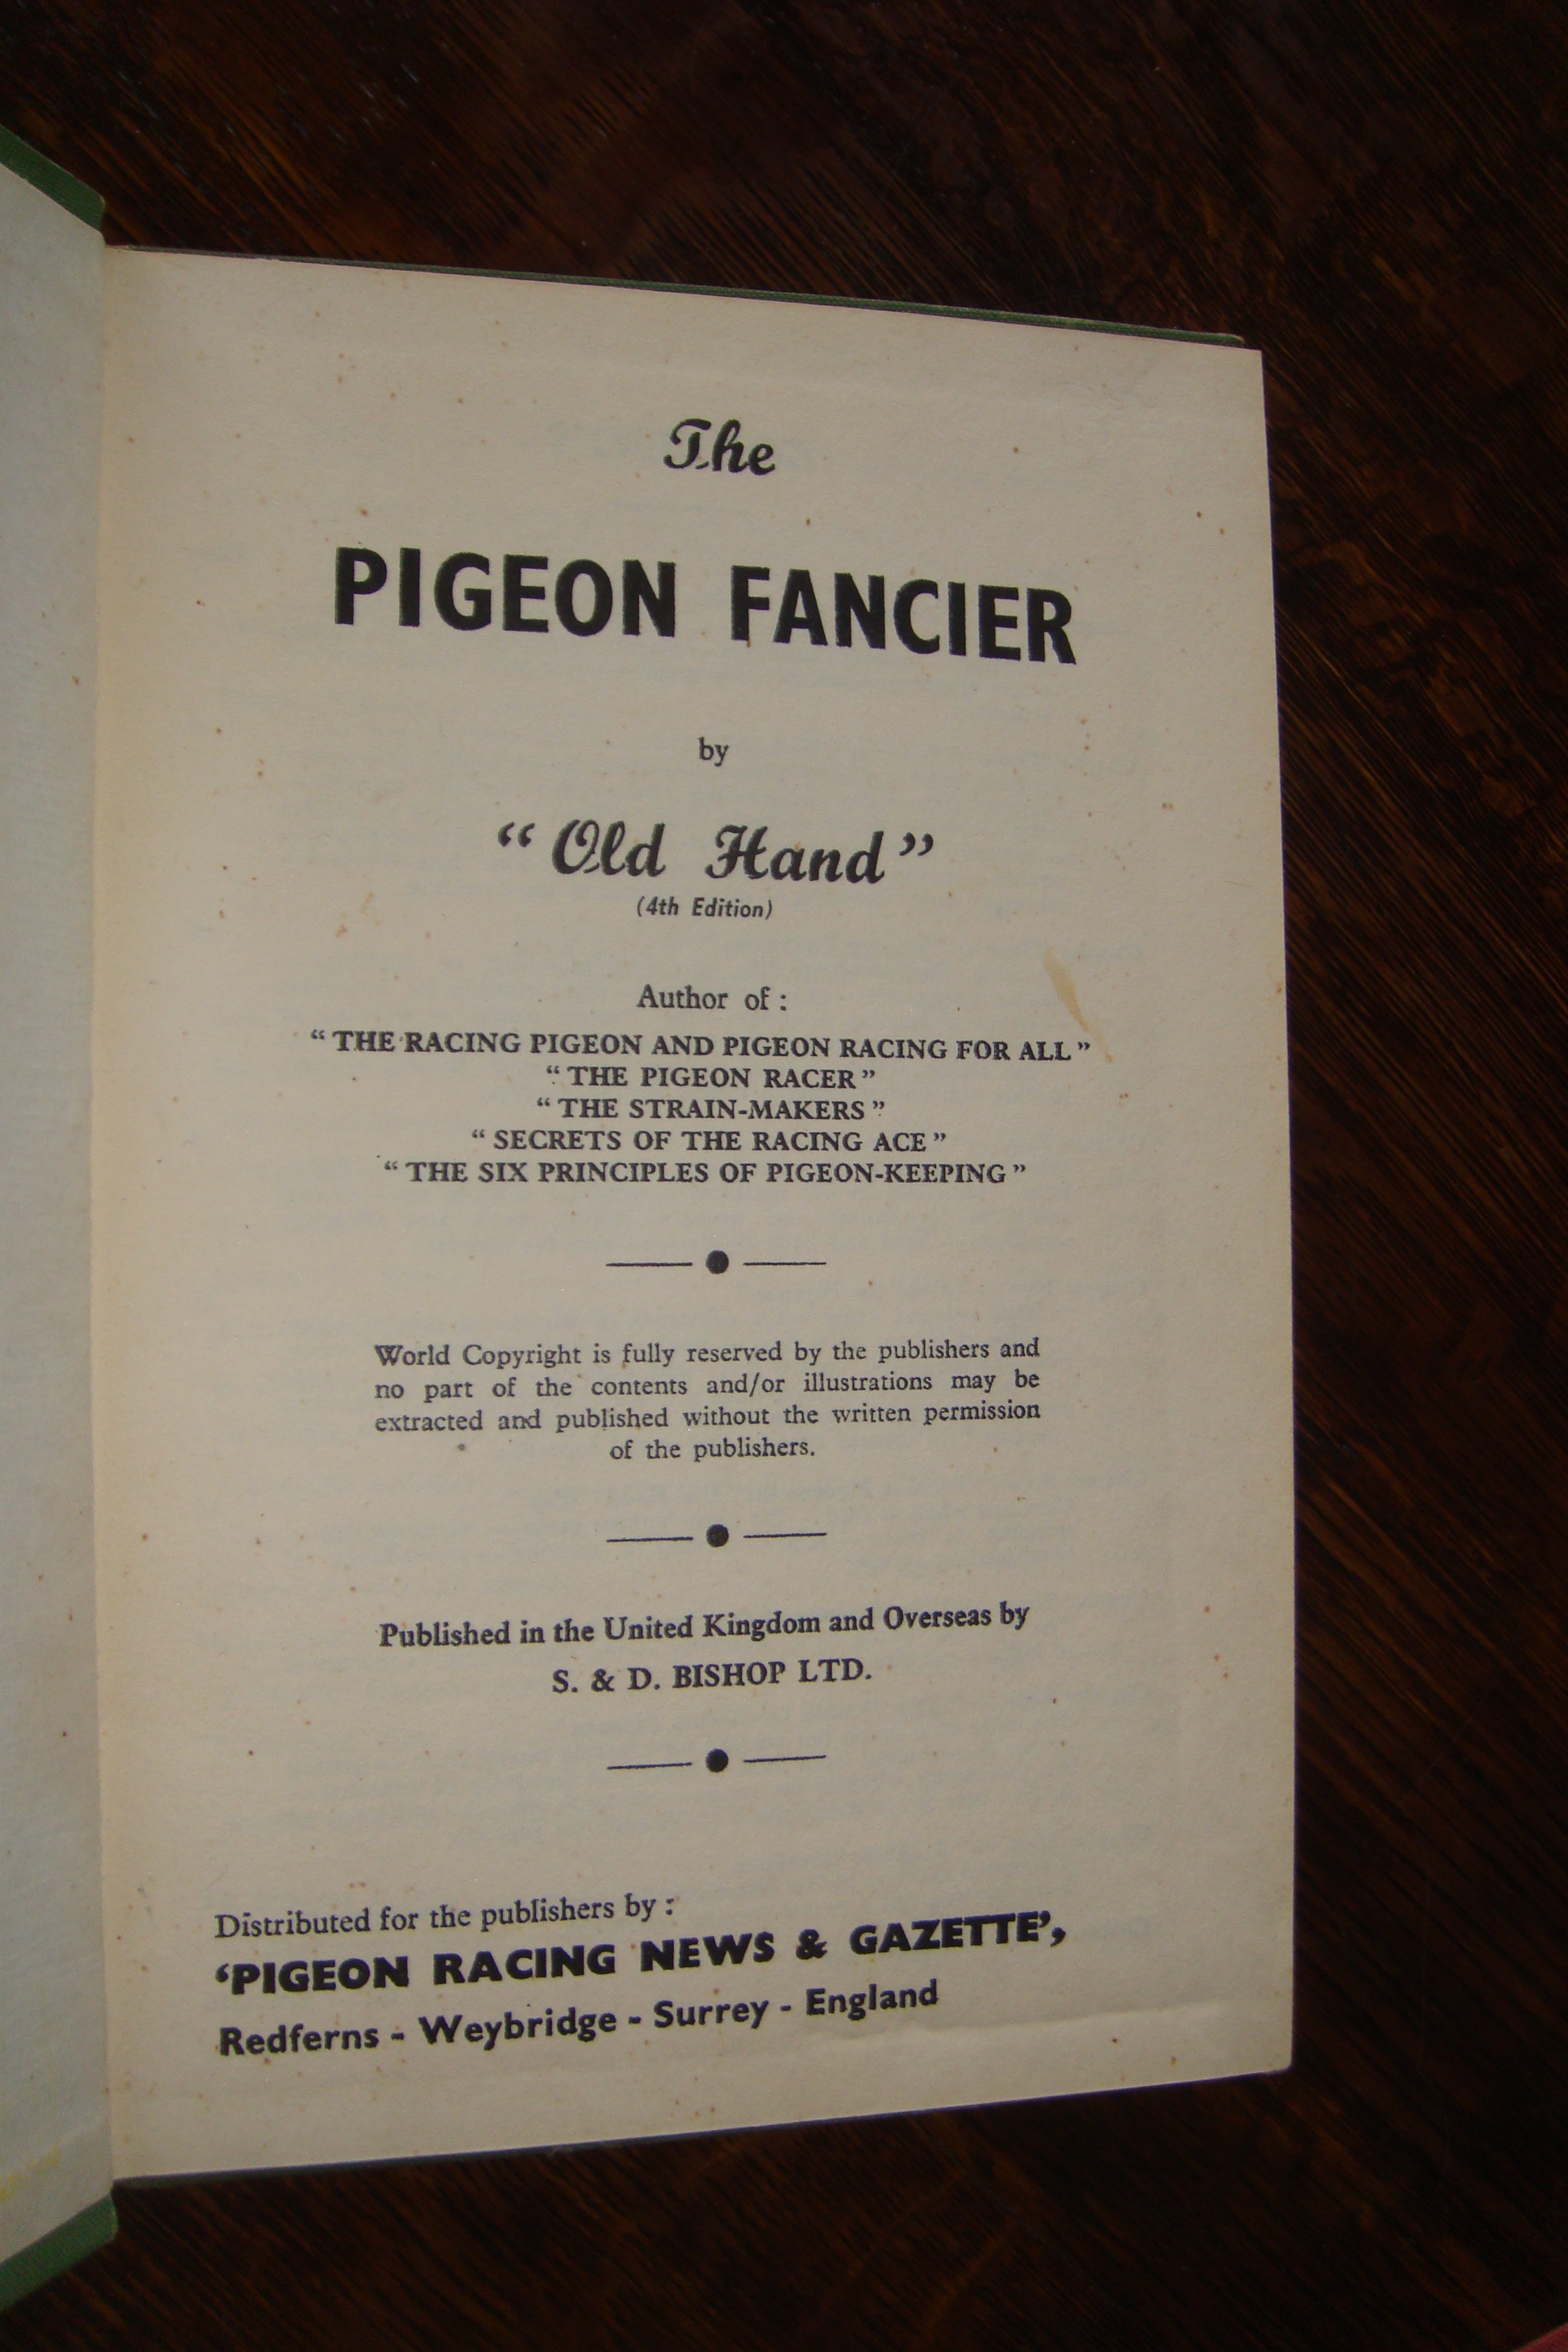 The
PIGEON FANCIER
by
“Old Hand”
(4th Edition)
Author of :
“THE RACING PIGEON AND PIGEON RACING FOR ALL”
“THE PIGEON RACER”
“THE STRAIN-MAKERS”
“SECRETS OF THE RACING ACE”
“THE SIX PRINCIPLES OF PIGEON-KEEPING”
World Copyright is fully reserved by the publishers and
no part of the contents and/or illustrations may be
extracted and published without the written permission
of the publishers.
Published in the United Kingdom and Overseas by
S. & D. BISHOP LTD.
Distributed for the publishers by :
‘PIGEON RACING NEWS & GAZETTE’,
Redferns - Weybridge - Surrey - England